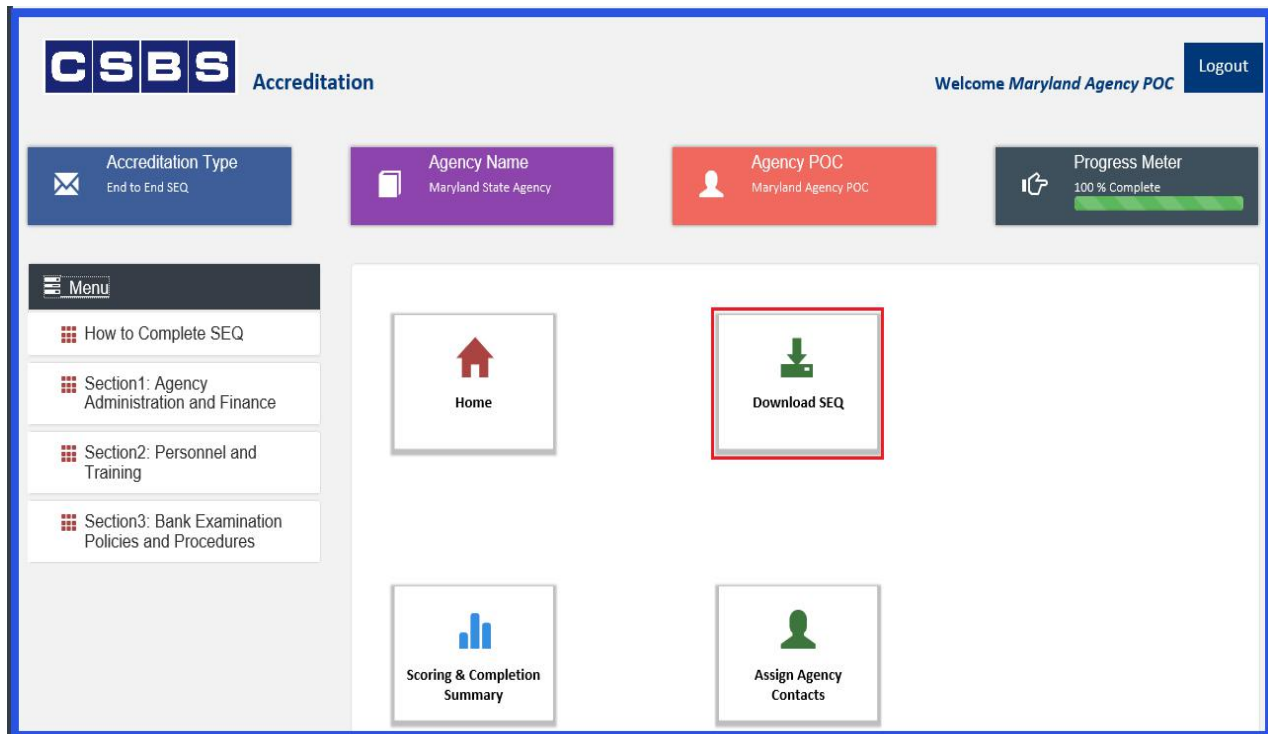 CSBS
Accreditation
Welcome Maryland Agency POC
Logout
Accreditation Type
End to End SEQ
Agency Name
Maryland State Agency
Agency POC
Maryland Agency POC
Progress Meter
100 % Complete
Menu
How to Complete SEQ
Section1: Agency
Administration and Finance
Section2: Personnel and
Training
Section3: Bank Examination
Policies and Procedures
Home
Download SEQ
Scoring & Completion
Summary
Assign Agency
Contacts